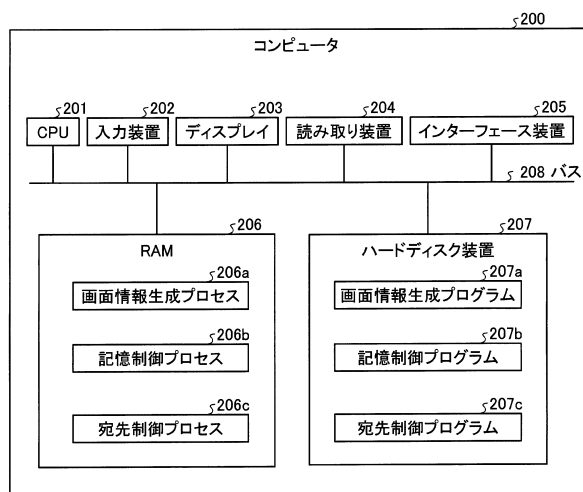 200
コンピュータ
201
202
203
204
205
CPU
入力装置
ディスプレイ
読み取り装置
インターフェース装置
208 バス
206
RAM
206a
画面情報生成プロセス
206b
記憶制御プロセス
206c
宛先制御プロセス
207
ハードディスク装置
207a
画面情報生成プログラム
207b
記憶制御プログラム
207c
宛先制御プログラム